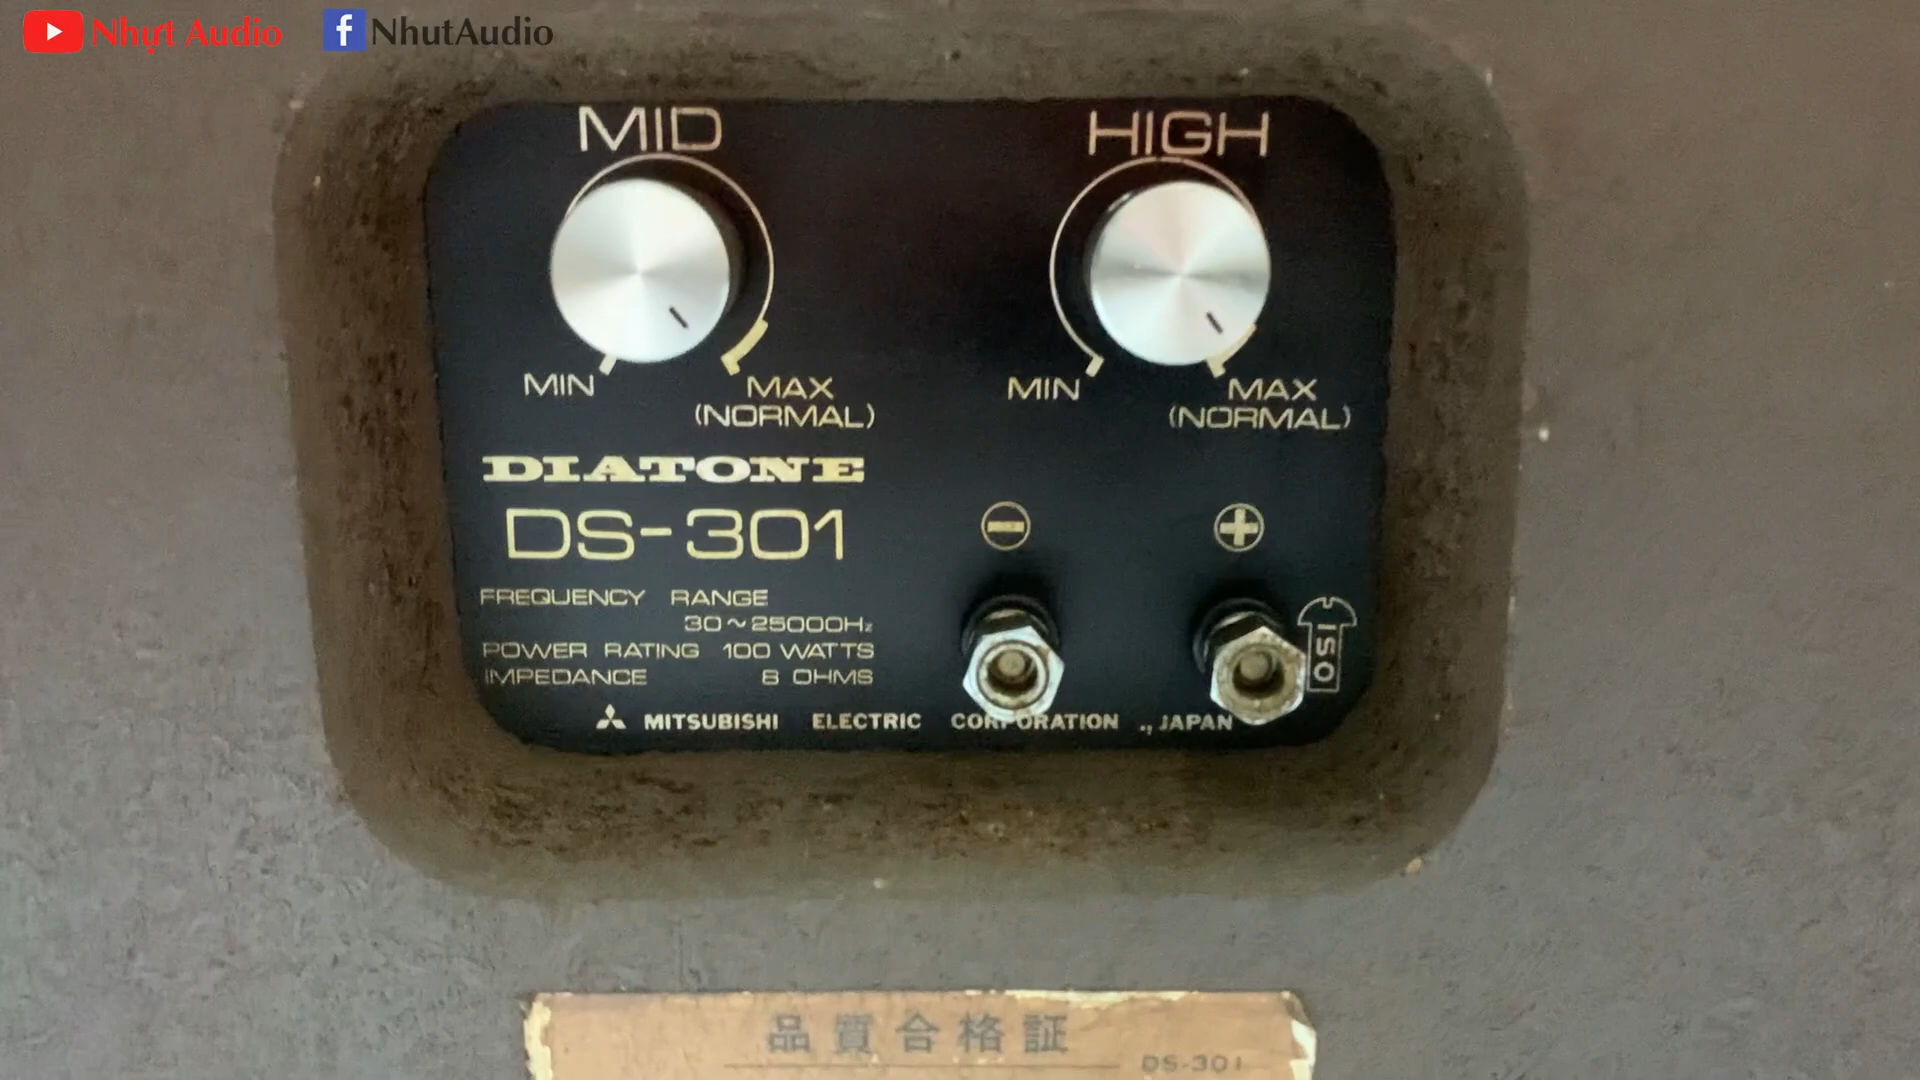 Nhựt Audio
NhutAudio
MID
HIGH
MIN
MAX
(NORMAL)
MIN
MAX
(NORMAL)
DIATONE
DS-301
FREQUENCY RANGE
30~25000Hz
POWER RATING 100 WATTS
IMPEDANCE 8 OHMS
ISO
MITSUBISHI ELECTRIC CORPORATION ., JAPAN
品質合格証
DS-301